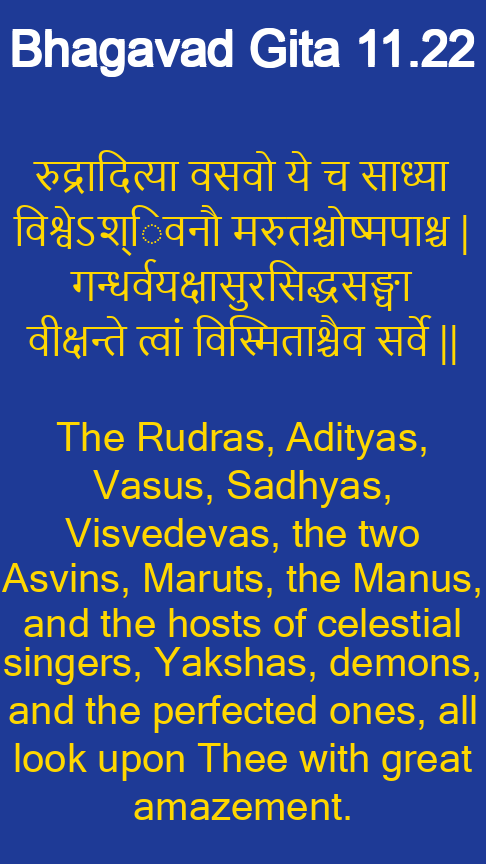 Bhagavad Gita 11.22
रुद्रादित्या वसवो ये च साध्या
विश्वेऽश्िवनौ मरुतश्चोष्मपाश्च |
गन्धर्वयक्षासुरसिद्धसङ्घा
वीक्षन्ते त्वां विस्मिताश्चैव सर्वे ||
The Rudras, Adityas,
Vasus, Sadhyas,
Visvedevas, the two
Asvins, Maruts, the Manus,
and the hosts of celestial
singers, Yakshas, demons,
and the perfected ones, all
look upon Thee with great
amazement.